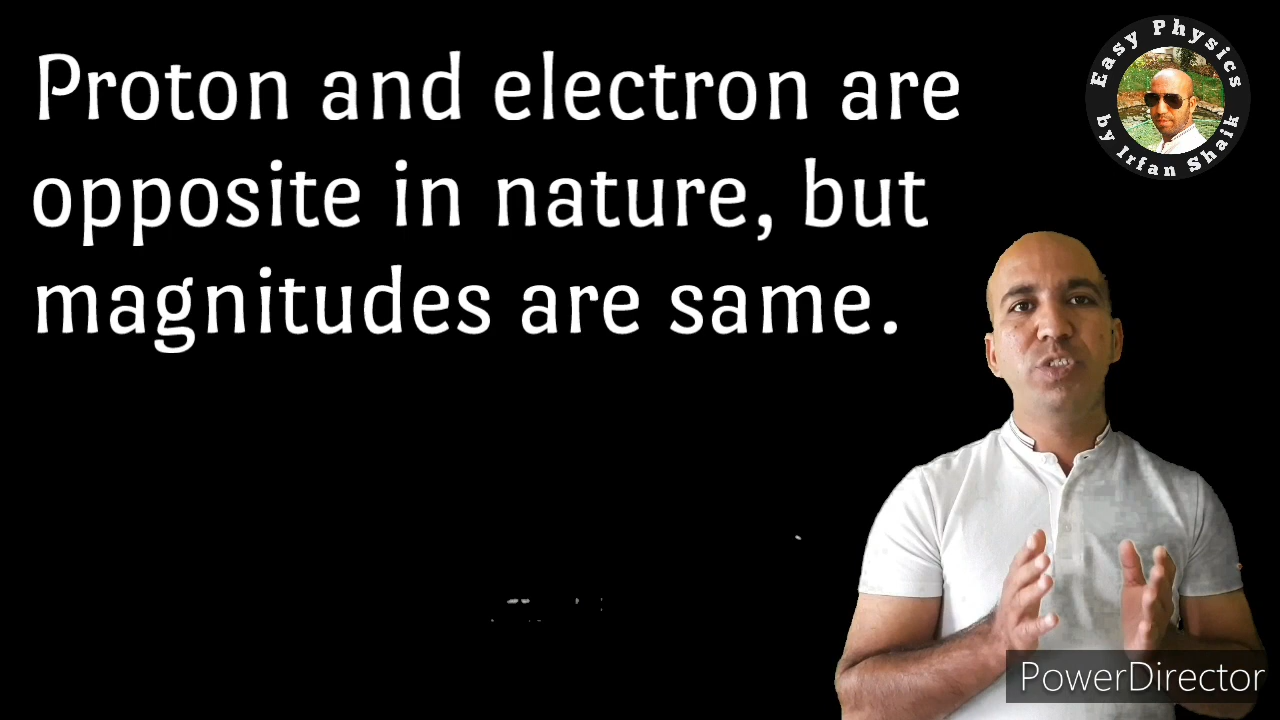 Proton and electron are
opposite in nature, but
magnitudes are same.
Easy Physics
by Irfan Shaik
PowerDirector